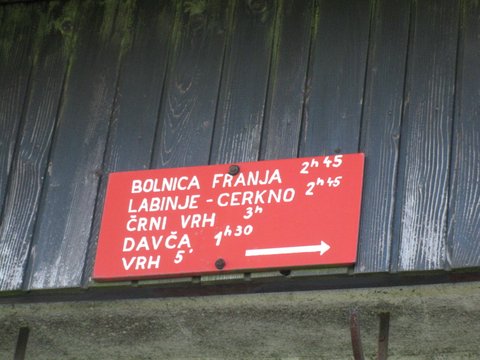 BOLNICA FRANJA 2ʰ45
LABINJE - CERKNO 2ʰ45
ČRNI VRH 3ʰ
DAVČA 1ʰ30
VRH 5'